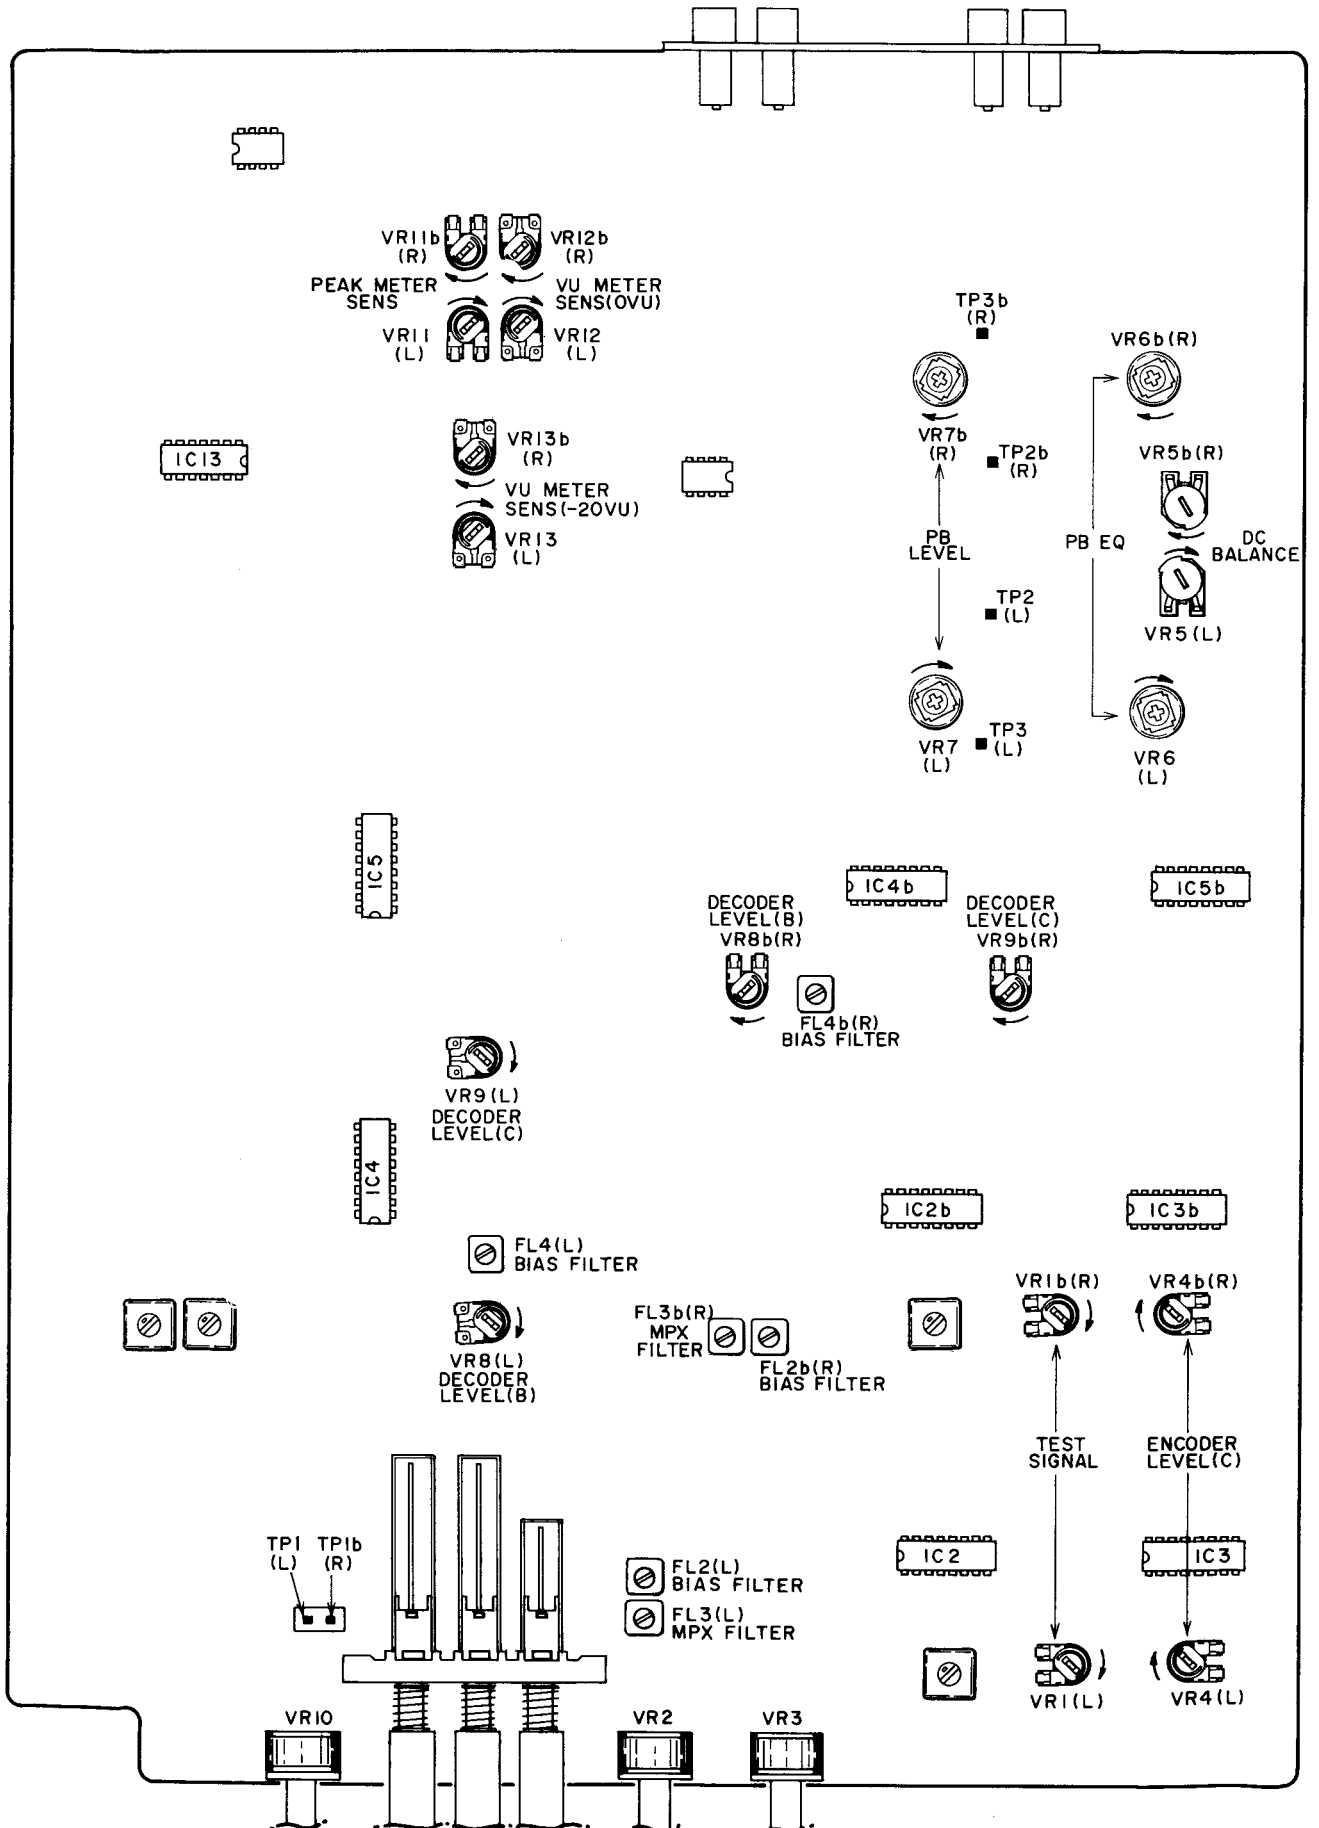 VR11b
(R)
VR12b
(R)
PEAK METER
SENS
VU METER
SENS(0VU)
VR11
(L)
VR12
(L)
TP3b
(R)
VR6b(R)
VR7b
(R)
VR13b
(R)
IC13
TP2b
(R)
VR5b(R)
VU METER
SENS(-20VU)
VR13
(L)
PB
LEVEL
PB EQ
DC
BALANCE
TP2
(L)
VR5(L)
VR7
(L)
TP3
(L)
VR6
(L)
IC5
IC4b
IC5b
DECODER
LEVEL(B)
VR8b(R)
DECODER
LEVEL(C)
VR9b(R)
FL4b(R)
BIAS FILTER
VR9(L)
DECODER
LEVEL(C)
IC4
IC2b
IC3b
FL4(L)
BIAS FILTER
VR1b(R)
VR4b(R)
FL3b(R)
MPX
FILTER
FL2b(R)
BIAS FILTER
VR8(L)
DECODER
LEVEL(B)
TEST
SIGNAL
ENCODER
LEVEL(C)
TP1
(L)
TP1b
(R)
IC2
IC3
FL2(L)
BIAS FILTER
FL3(L)
MPX FILTER
VR1(L)
VR4(L)
VR10
VR2
VR3